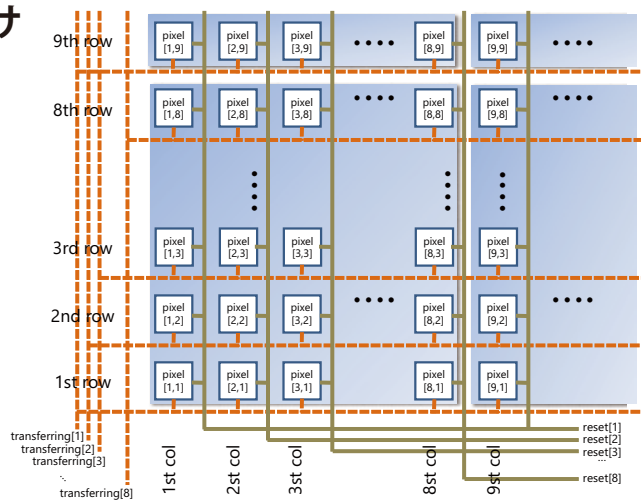 け
9th row
pixel [1,9] pixel [2,9] pixel [3,9] pixel [8,9] pixel [9,9]
8th row
pixel [1,8] pixel [2,8] pixel [3,8] pixel [8,8] pixel [9,8]
3rd row
pixel [1,3] pixel [2,3] pixel [3,3] pixel [8,3] pixel [9,3]
2nd row
pixel [1,2] pixel [2,2] pixel [3,2] pixel [8,2] pixel [9,2]
1st row
pixel [1,1] pixel [2,1] pixel [3,1] pixel [8,1] pixel [9,1]
transferring[1]
transferring[2]
transferring[3]
transferring[8]
1st col
2st col
3st col
8st col
9st col
reset[1]
reset[2]
reset[3]
...
reset[8]